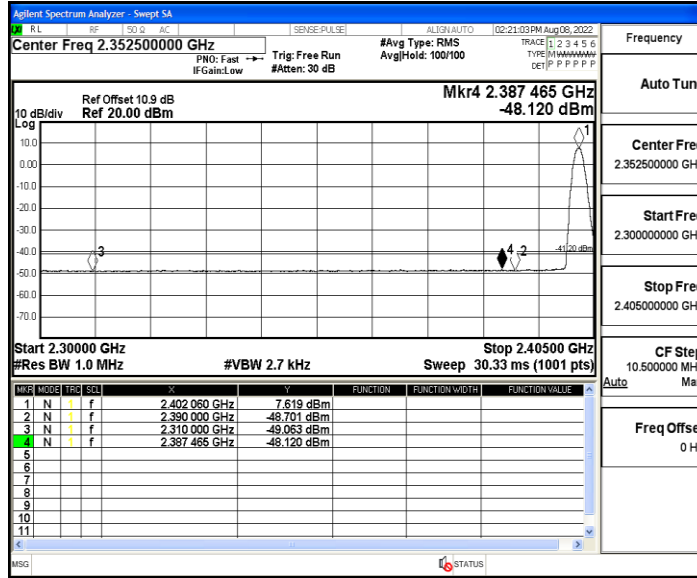 Agilent Spectrum Analyzer - Swept SA
RL RF 50 Ω AC SENSE:PULSE ALIGNAUTO 02:21:03 PM Aug 08, 2022
Center Freq 2.352500000 GHz
PNO: Fast
IFGain:Low
Trig: Free Run
#Atten: 30 dB
#Avg Type: RMS
Avg|Hold: 100/100
TRACE 1 2 3 4 5 6
TYPE M
DET P P P P P P
Ref Offset 10.9 dB
10 dB/div Ref 20.00 dBm
Log
Mkr4 2.387 465 GHz
-48.120 dBm
10.0
0.00
-10.0
-20.0
-30.0
-40.0
-50.0
-60.0
-70.0
1
3
4 2
-41.20 dBm
Start 2.30000 GHz Stop 2.40500 GHz
#Res BW 1.0 MHz #VBW 2.7 kHz Sweep 30.33 ms (1001 pts)
MKR MODE TRC SCL X Y FUNCTION FUNCTION WIDTH FUNCTION VALUE
1 N 1 f 2.402 060 GHz 7.619 dBm
2 N 1 f 2.390 000 GHz -48.701 dBm
3 N 1 f 2.310 000 GHz -49.063 dBm
4 N 1 f 2.387 465 GHz -48.120 dBm
5
6
7
8
9
10
11
MSG STATUS
Frequency
Auto Tun
Center Fre
2.352500000 GH
Start Fre
2.300000000 GH
Stop Fre
2.405000000 GH
CF Ste
10.500000 MH
Auto Ma
Freq Offse
0 H